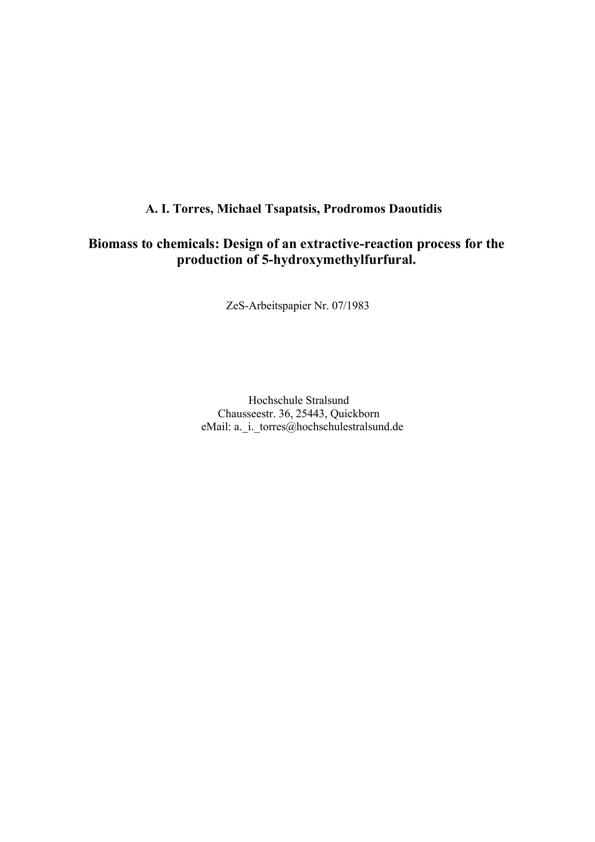 A. I. Torres, Michael Tsapatsis, Prodromos Daoutidis
Biomass to chemicals: Design of an extractive-reaction process for the
production of 5-hydroxymethylfurfural.
ZeS-Arbeitspapier Nr. 07/1983
Hochschule Stralsund
Chausseestr. 36, 25443, Quickborn
eMail: a._i._torres@hochschulestralsund.de